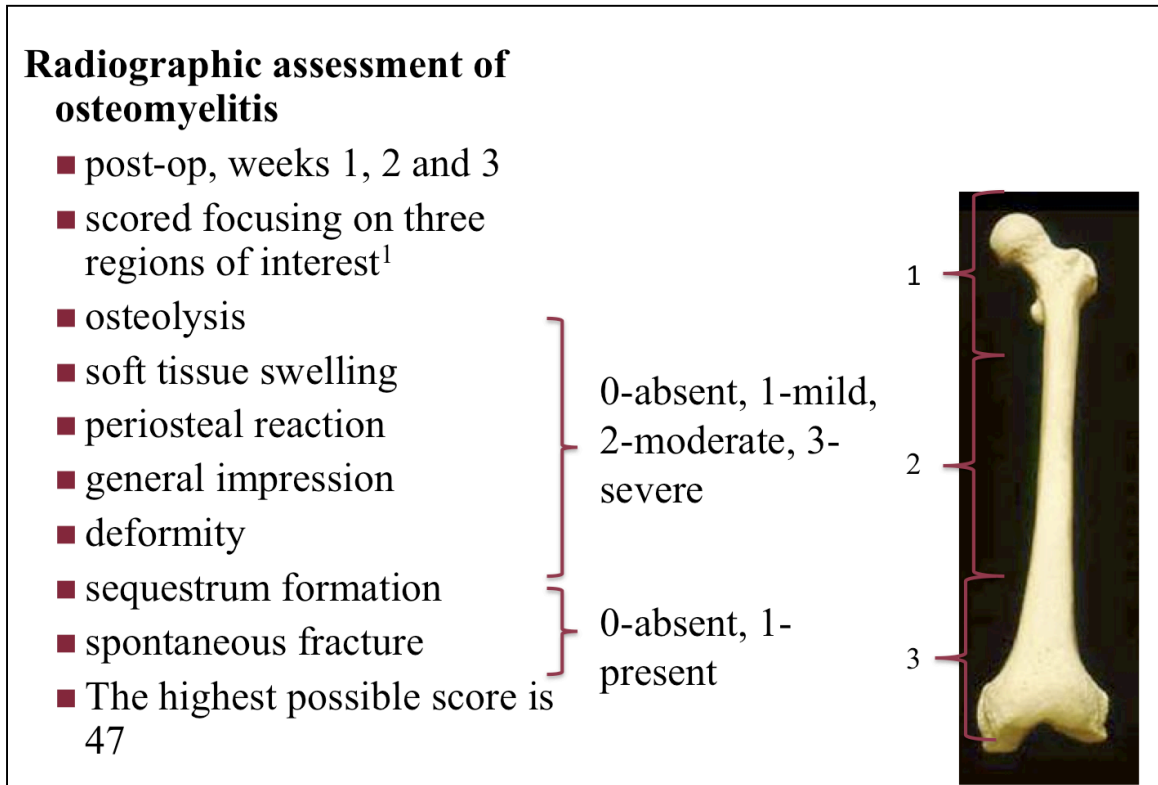 Radiographic assessment of
osteomyelitis
■ post-op, weeks 1, 2 and 3
■ scored focusing on three
regions of interest¹
■ osteolysis
■ soft tissue swelling
■ periosteal reaction
■ general impression
■ deformity
■ sequestrum formation
■ spontaneous fracture
■ The highest possible score is
47
0-absent, 1-mild,
2-moderate, 3-
severe
0-absent, 1-
present
1
2
3